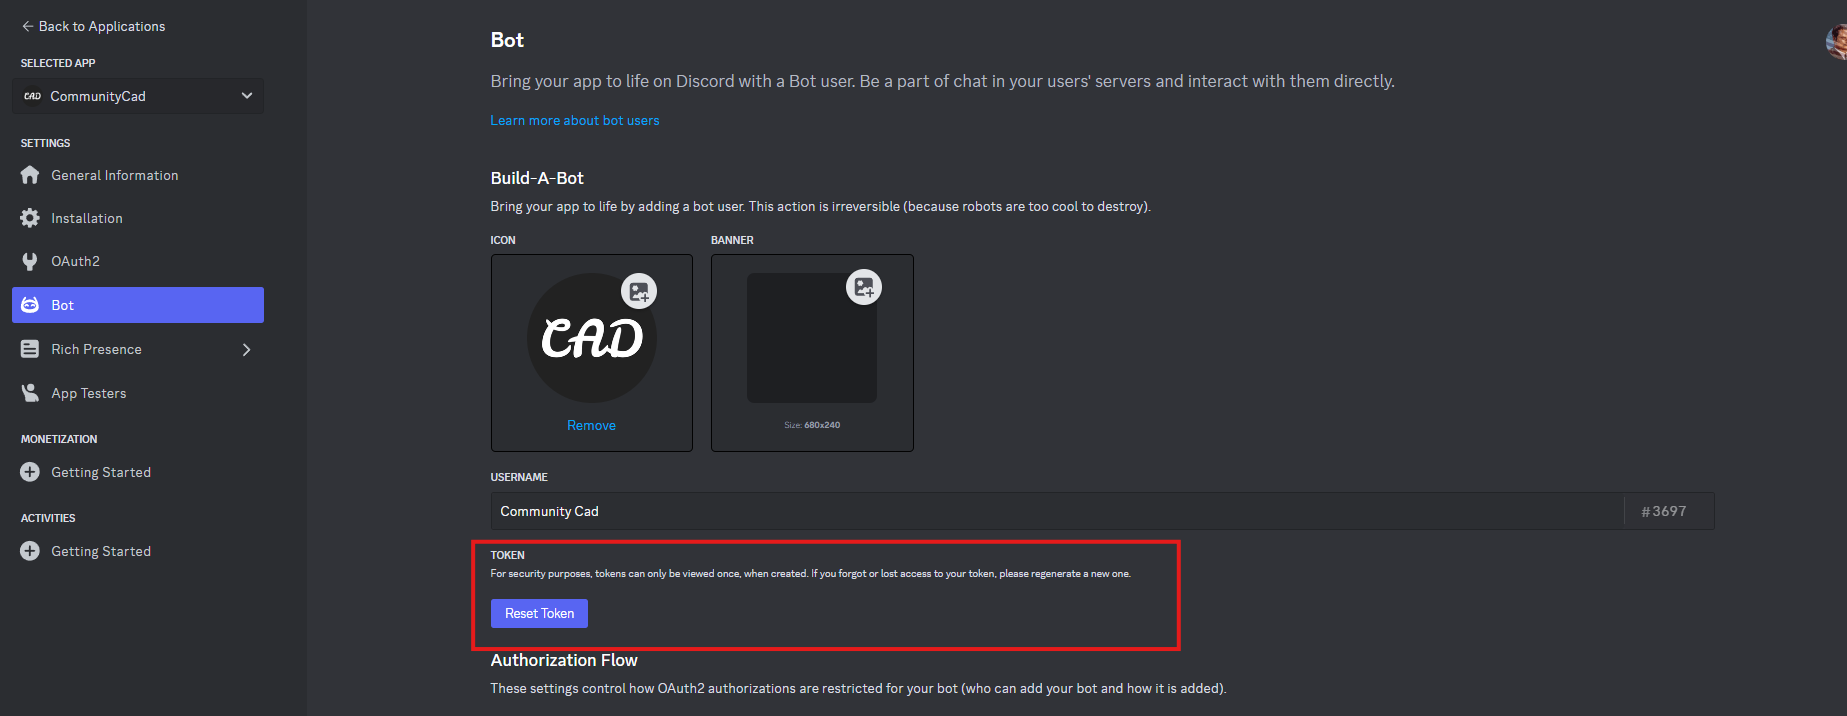 Back to Applications
SELECTED APP
CAD CommunityCad
SETTINGS
General Information
Installation
OAuth2
Bot
Rich Presence
App Testers
MONETIZATION
Getting Started
ACTIVITIES
Getting Started
Bot
Bring your app to life on Discord with a Bot user. Be a part of chat in your users' servers and interact with them directly.
Learn more about bot users
Build-A-Bot
Bring your app to life by adding a bot user. This action is irreversible (because robots are too cool to destroy).
ICON
BANNER
CAD
Remove
Size: 680x240
USERNAME
Community Cad
#3697
TOKEN
For security purposes, tokens can only be viewed once, when created. If you forgot or lost access to your token, please regenerate a new one.
Reset Token
Authorization Flow
These settings control how OAuth2 authorizations are restricted for your bot (who can add your bot and how it is added).